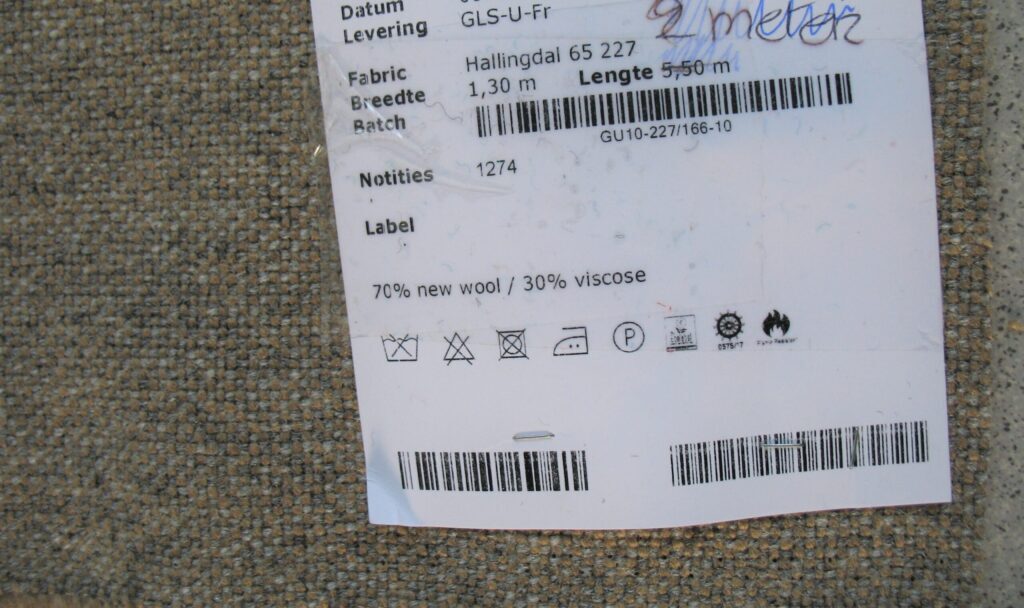 Datum
Levering GLS-U-Fr
2 meter
Fabric Hallingdal 65 227
Breedte 1,30 m Lengte 5,50 m
Batch
GU10-227/166-10
Notities 1274
Label
70% new wool / 30% viscose
P